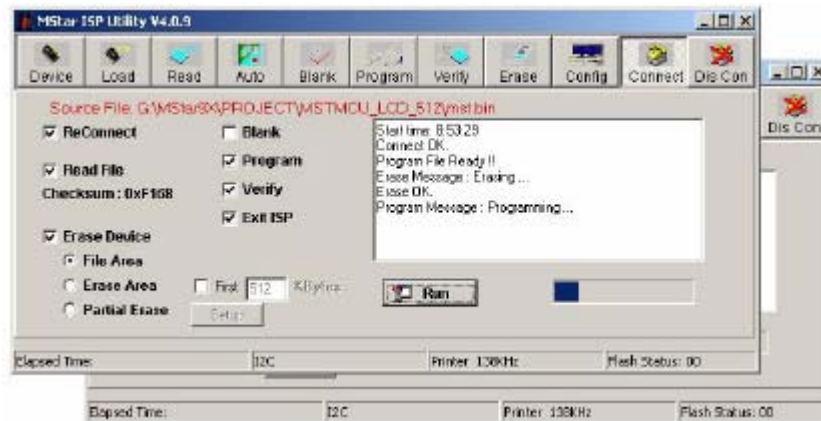 MStar ISP Utility V4.0.9
Device Load Read Auto Blank Program Verify Erase Config Connect Dis Con
Dis Con
Source File: G:\MStar9X\PROJECT\MSTMCU_LCD_512\mst.bin
ReConnect
Blank
Read File
Program
Checksum : 0xF168
Verify
Exit ISP
Erase Device
File Area
Erase Area
First 512 KBytes
Partial Erase
Setup
Start time: 8:53:29
Connect OK.
Program File Ready !!
Erase Message : Erasing ...
Erase OK.
Program Message : Programming ...
Run
Elapsed Time: I2C Printer 138KHz Flash Status: 00
Elapsed Time: I2C Printer 138KHz Flash Status: 00